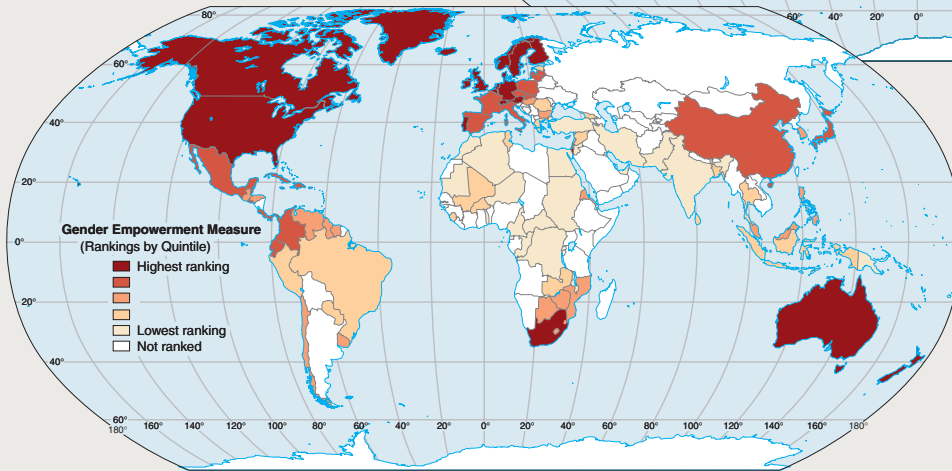 80°
60° 40° 20° 0°
60°
40°
20°
Gender Empowerment Measure
(Rankings by Quintile)
0°
Highest ranking
20°
Lowest ranking
Not ranked
40°
60°
180° 160° 140° 120° 100° 80° 60° 40° 20° 0° 20° 40° 60° 80° 100° 120° 140° 160° 180°